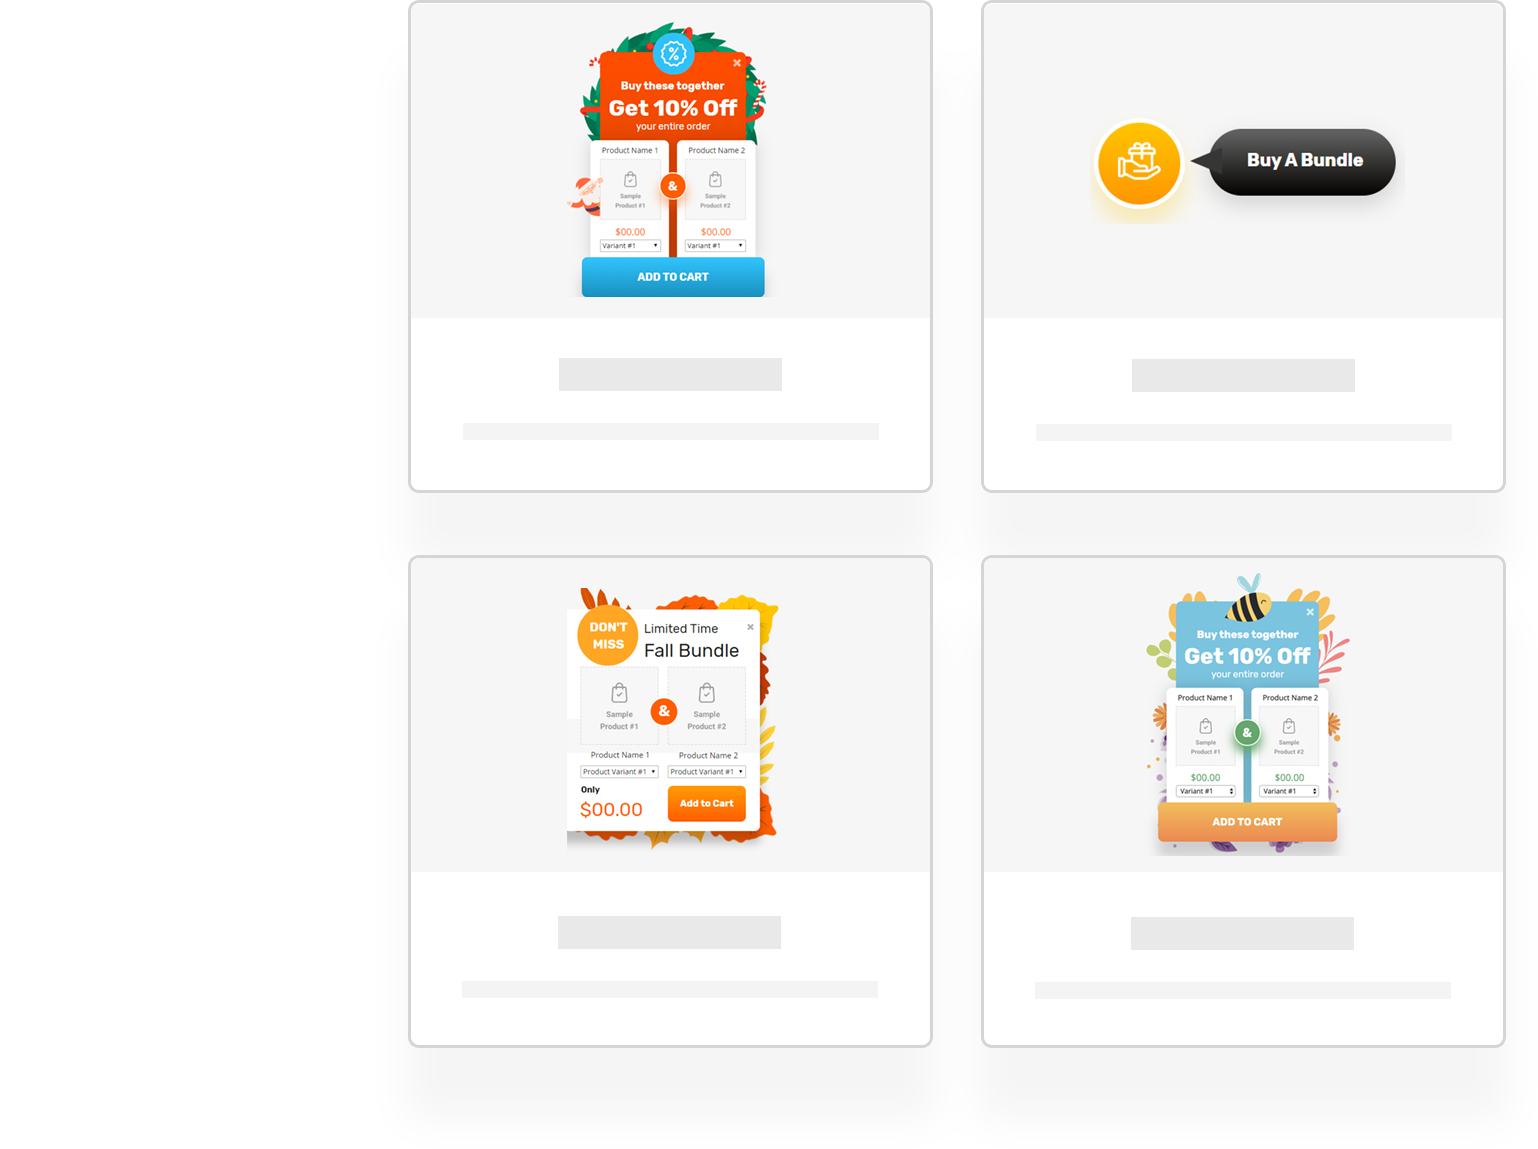 Buy these together
Get 10% Off
your entire order
Product Name 1
Product Name 2
Sample
Product #1
&
Sample
Product #2
$00.00
$00.00
Variant #1
Variant #1
ADD TO CART
Buy A Bundle
DON'T
MISS
Limited Time
Fall Bundle
Sample
Product #1
&
Sample
Product #2
Product Name 1
Product Name 2
Product Variant #1
Product Variant #1
Only
$00.00
Add to Cart
Buy these together
Get 10% Off
your entire order
Product Name 1
Product Name 2
Sample
Product #1
&
Sample
Product #2
$00.00
$00.00
Variant #1
Variant #1
ADD TO CART